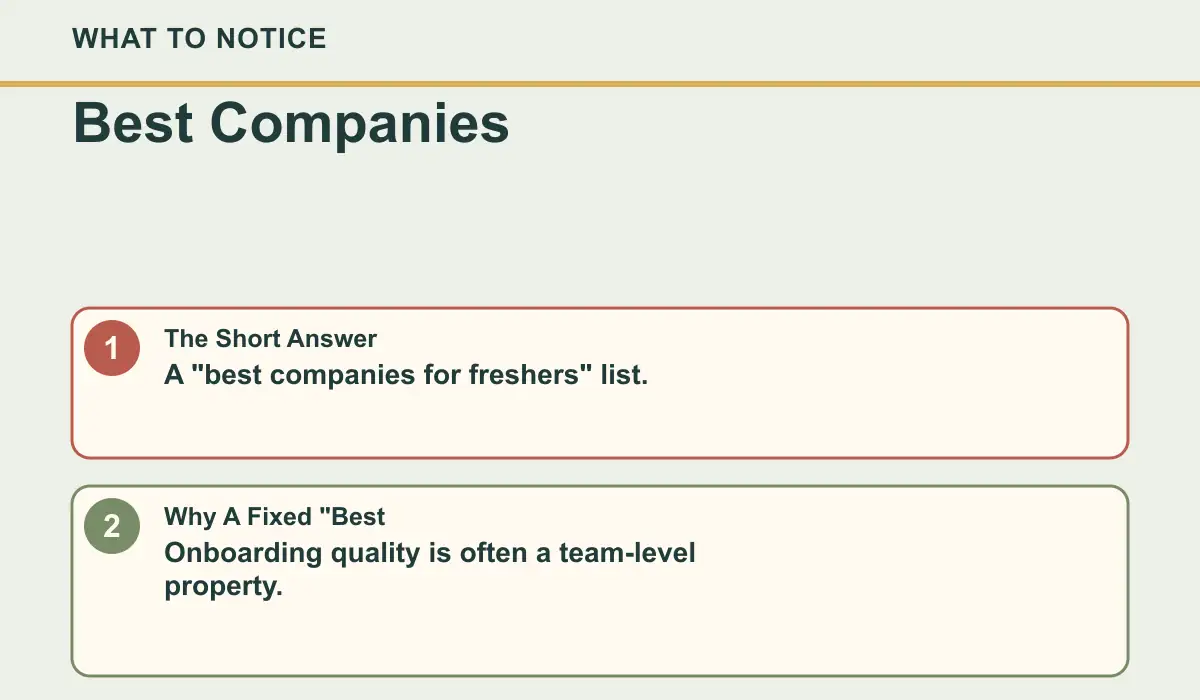 WHAT TO NOTICE
Best Companies
1
The Short Answer
A "best companies for freshers" list.
2
Why A Fixed "Best
Onboarding quality is often a team-level
property.